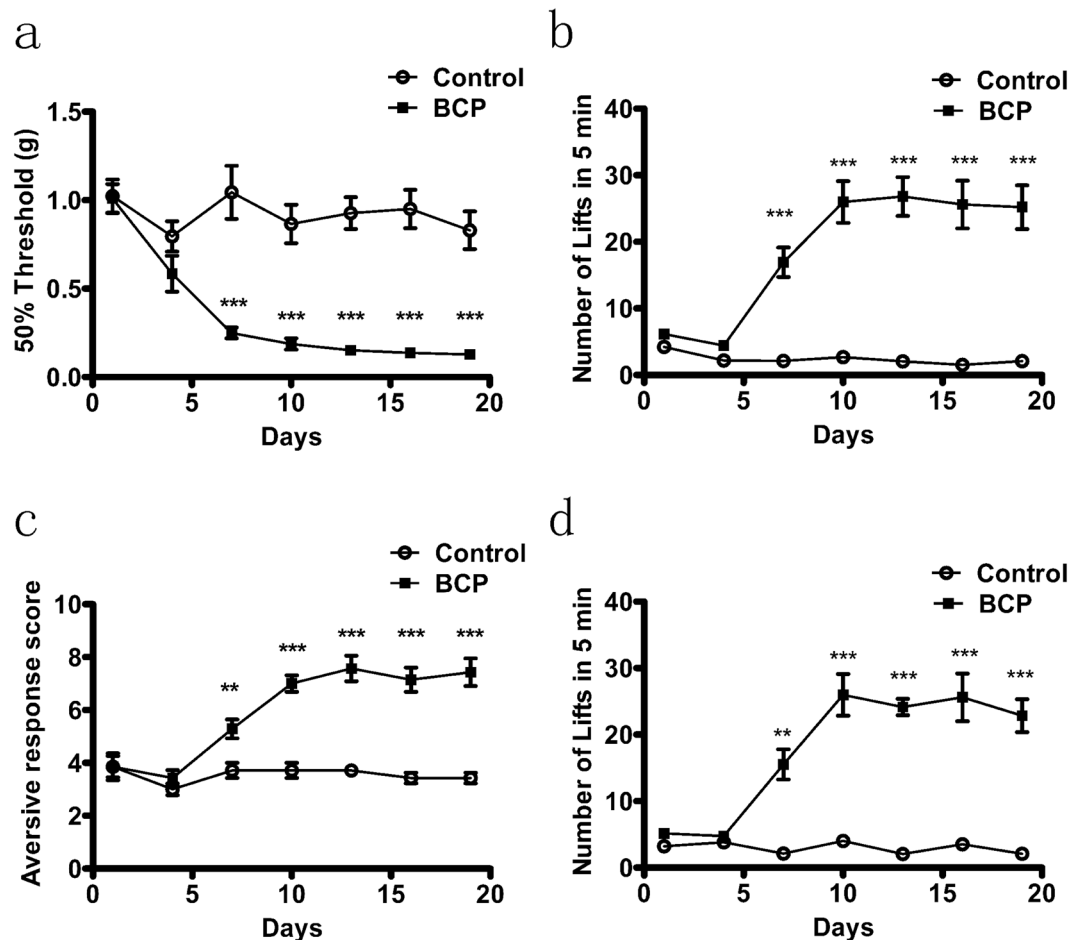 a
Control
BCP
50% Threshold (g)
1.5
1.0
0.5
0.0
*** *** *** *** ***
0 5 10 15 20
Days
b
Control
BCP
Number of Lifts in 5 min
40
30
20
10
0
*** *** *** *** ***
0 5 10 15 20
Days
c
Control
BCP
Aversive response score
10
8
6
4
2
0
** *** *** *** ***
0 5 10 15 20
Days
d
Control
BCP
Number of Lifts in 5 min
40
30
20
10
0
** *** *** *** ***
0 5 10 15 20
Days